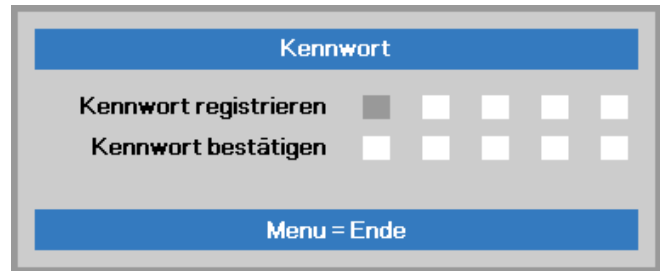 Kennwort
Kennwort registrieren
Kennwort bestätigen
Menu = Ende